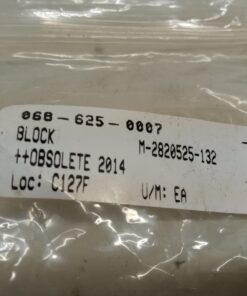 068-625-0007
BLOCK M-2820525-132
++OBSOLETE 2014
Loc: C127F U/M: EA